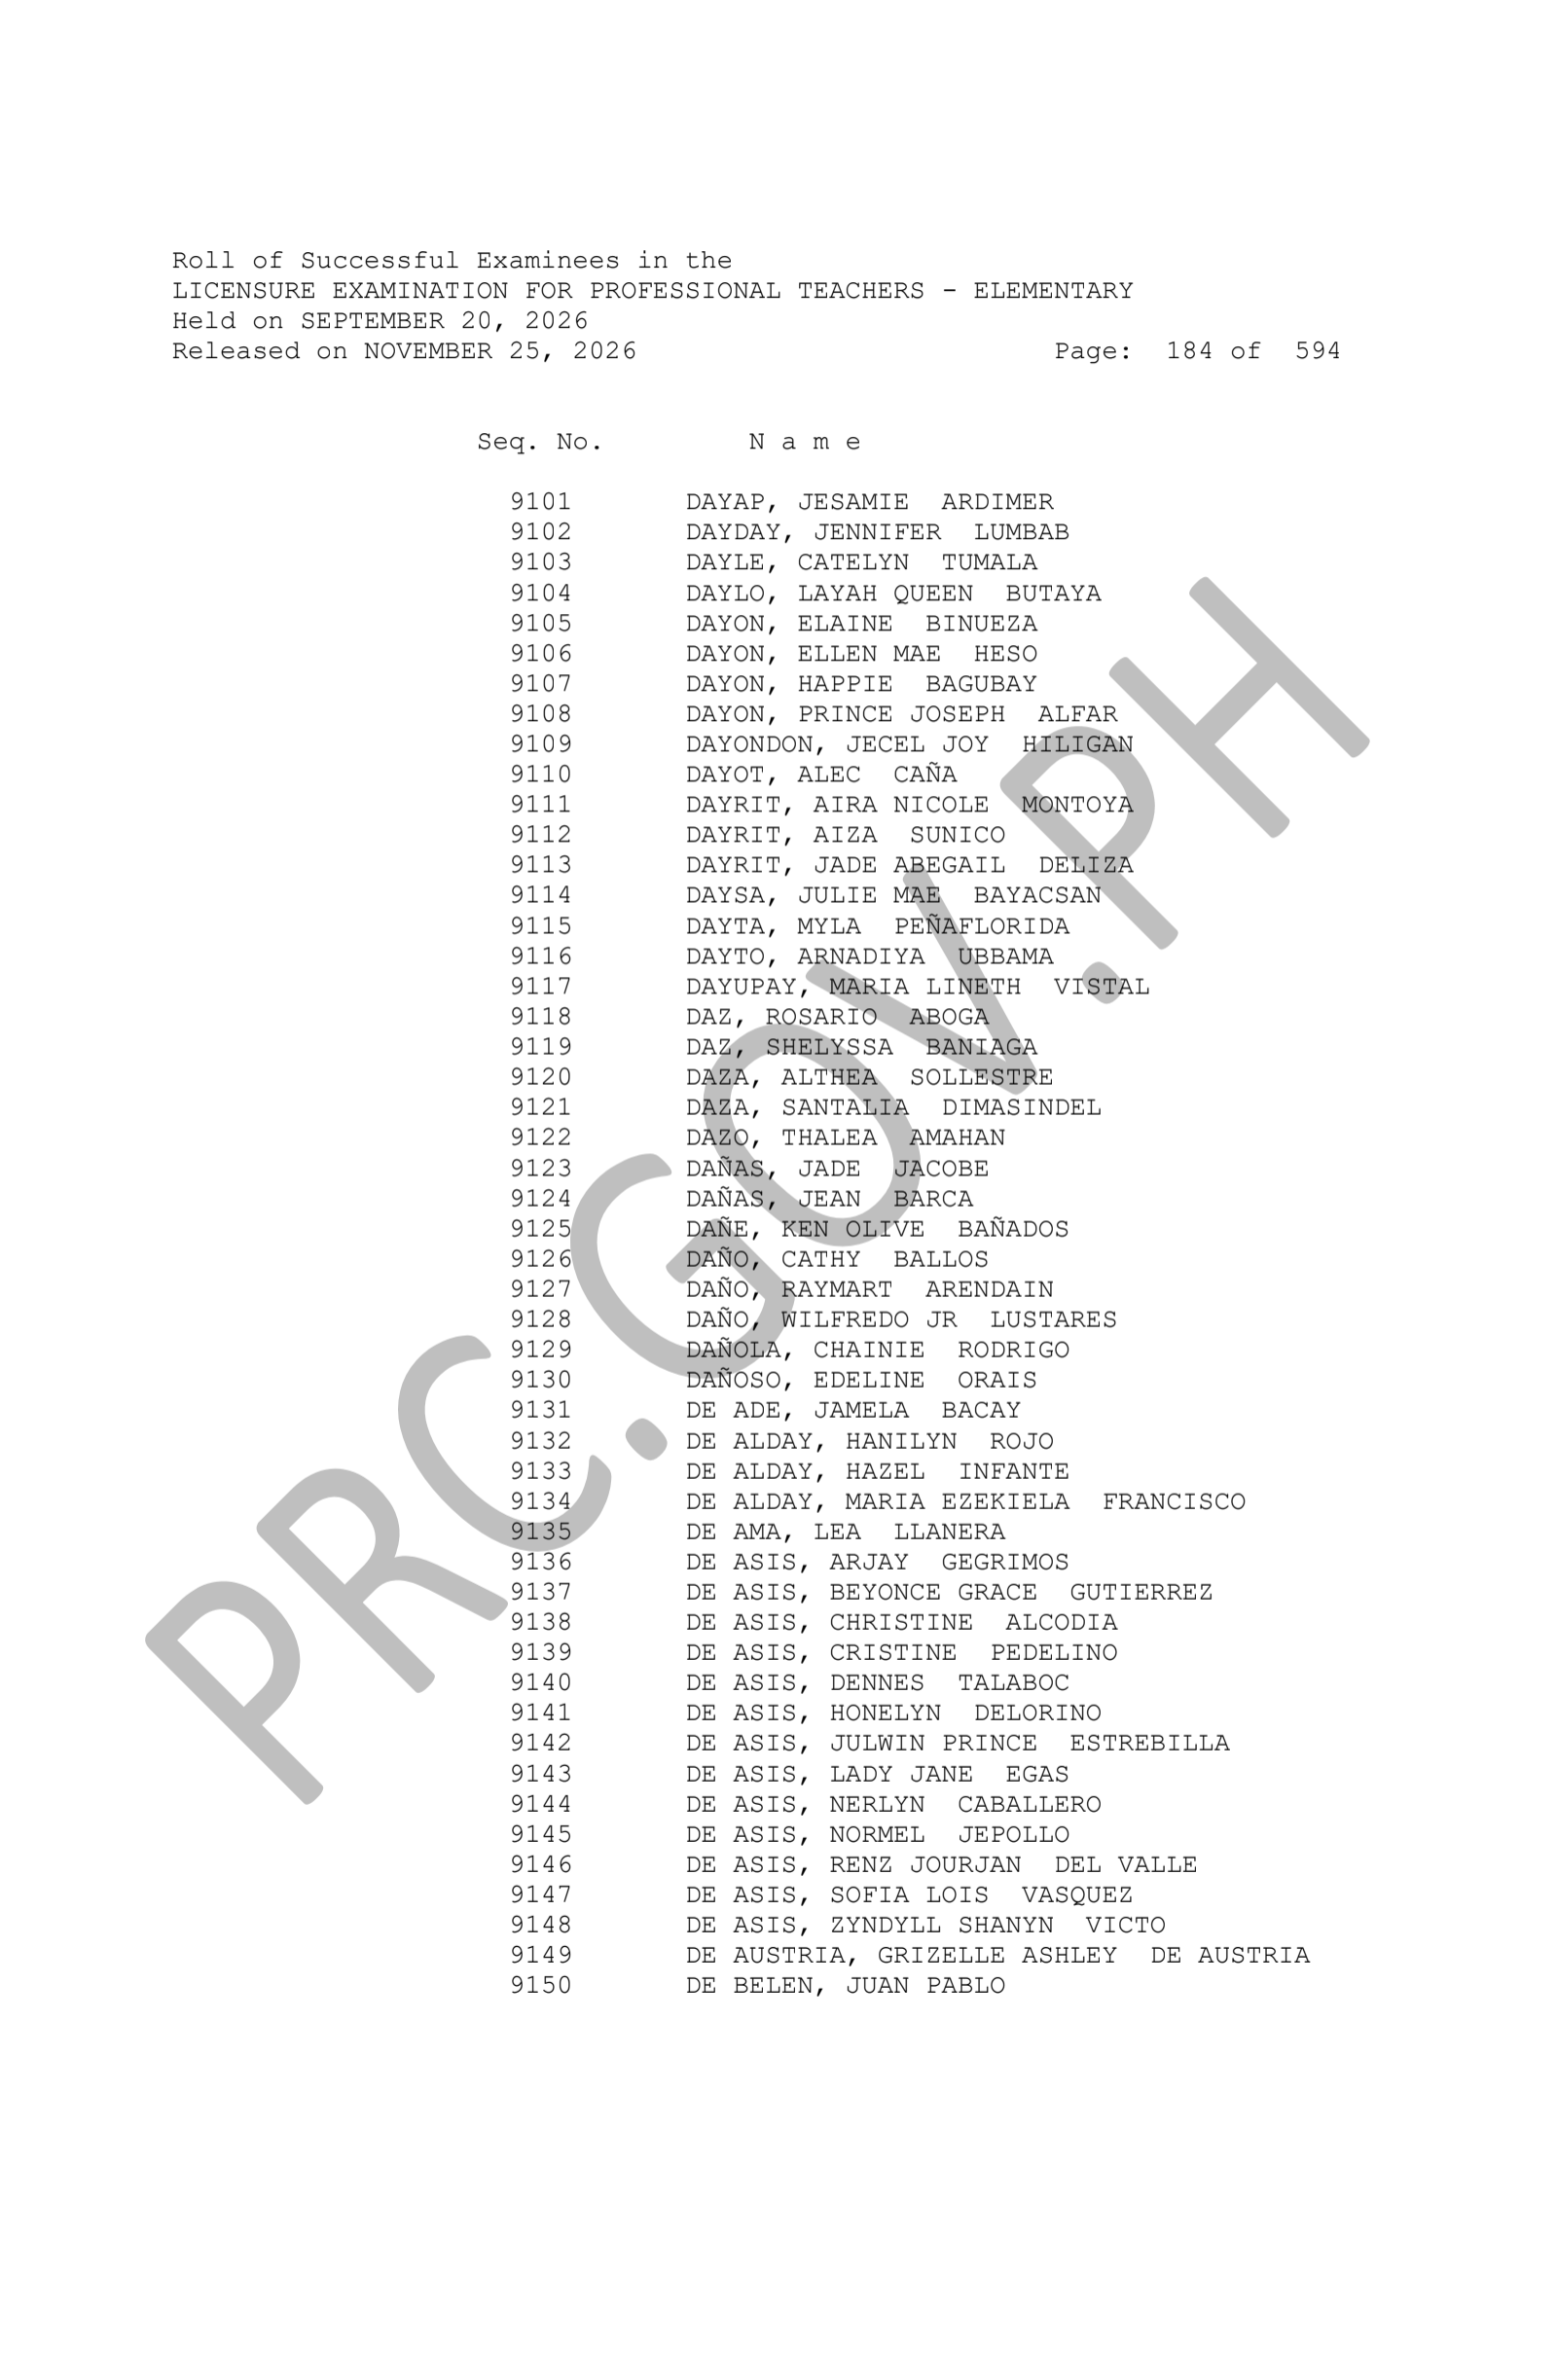 Roll of Successful Examinees in the
LICENSURE EXAMINATION FOR PROFESSIONAL TEACHERS - ELEMENTARY
Held on SEPTEMBER 20, 2026
Released on NOVEMBER 25, 2026 Page: 184 of 594
Seq. No. N a m e
9101 DAYAP, JESAMIE ARDIMER
9102 DAYDAY, JENNIFER LUMBAB
9103 DAYLE, CATELYN TUMALA
9104 DAYLO, LAYAH QUEEN BUTAYA
9105 DAYON, ELAINE BINUEZA
9106 DAYON, ELLEN MAE HESO
9107 DAYON, HAPPIE BAGUBAY
9108 DAYON, PRINCE JOSEPH ALFAR
9109 DAYONDON, JECEL JOY HILIGAN
9110 DAYOT, ALEC CAÑA
9111 DAYRIT, AIRA NICOLE MONTOYA
9112 DAYRIT, AIZA SUNICO
9113 DAYRIT, JADE ABEGAIL DELIZA
9114 DAYSA, JULIE MAE BAYACSAN
9115 DAYTA, MYLA PEÑAFLORIDA
9116 DAYTO, ARNADIYA UBBAMA
9117 DAYUPAY, MARIA LINETH VISTAL
9118 DAZ, ROSARIO ABOGA
9119 DAZ, SHELYSSA BANIAGA
9120 DAZA, ALTHEA SOLLESTRE
9121 DAZA, SANTALIA DIMASINDEL
9122 DAZO, THALEA AMAHAN
9123 DAÑAS, JADE JACOBE
9124 DAÑAS, JEAN BARCA
9125 DAÑE, KEN OLIVE BAÑADOS
9126 DAÑO, CATHY BALLOS
9127 DAÑO, RAYMART ARENDAIN
9128 DAÑO, WILFREDO JR LUSTARES
9129 DAÑOLA, CHAINIE RODRIGO
9130 DAÑOSO, EDELINE ORAIS
9131 DE ADE, JAMELA BACAY
9132 DE ALDAY, HANILYN ROJO
9133 DE ALDAY, HAZEL INFANTE
9134 DE ALDAY, MARIA EZEKIELA FRANCISCO
9135 DE AMA, LEA LLANERA
9136 DE ASIS, ARJAY GEGRIMOS
9137 DE ASIS, BEYONCE GRACE GUTIERREZ
9138 DE ASIS, CHRISTINE ALCODIA
9139 DE ASIS, CRISTINE PEDELINO
9140 DE ASIS, DENNES TALABOC
9141 DE ASIS, HONELYN DELORINO
9142 DE ASIS, JULWIN PRINCE ESTREBILLA
9143 DE ASIS, LADY JANE EGAS
9144 DE ASIS, NERLYN CABALLERO
9145 DE ASIS, NORMEL JEPOLLO
9146 DE ASIS, RENZ JOURJAN DEL VALLE
9147 DE ASIS, SOFIA LOIS VASQUEZ
9148 DE ASIS, ZYNDYLL SHANYN VICTO
9149 DE AUSTRIA, GRIZELLE ASHLEY DE AUSTRIA
9150 DE BELEN, JUAN PABLO
PRC.GOV.PH